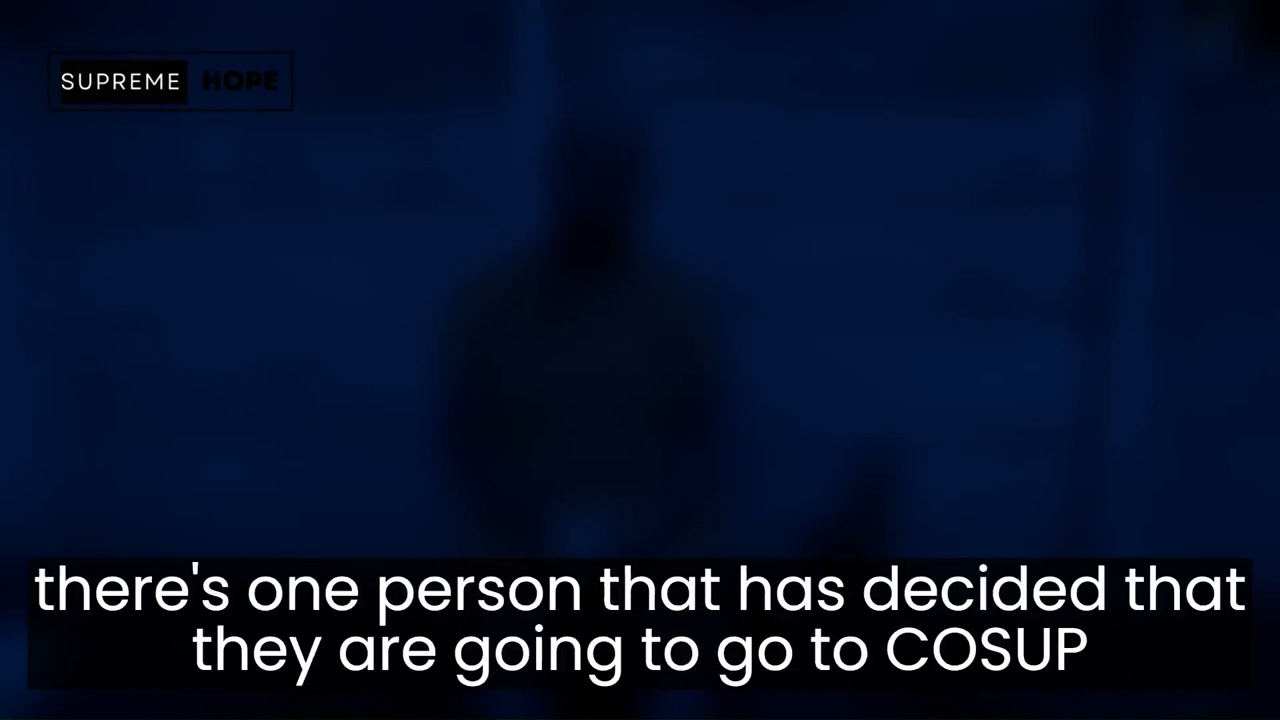 SUPREME HOPE
there's one person that has decided that
they are going to go to COSUP